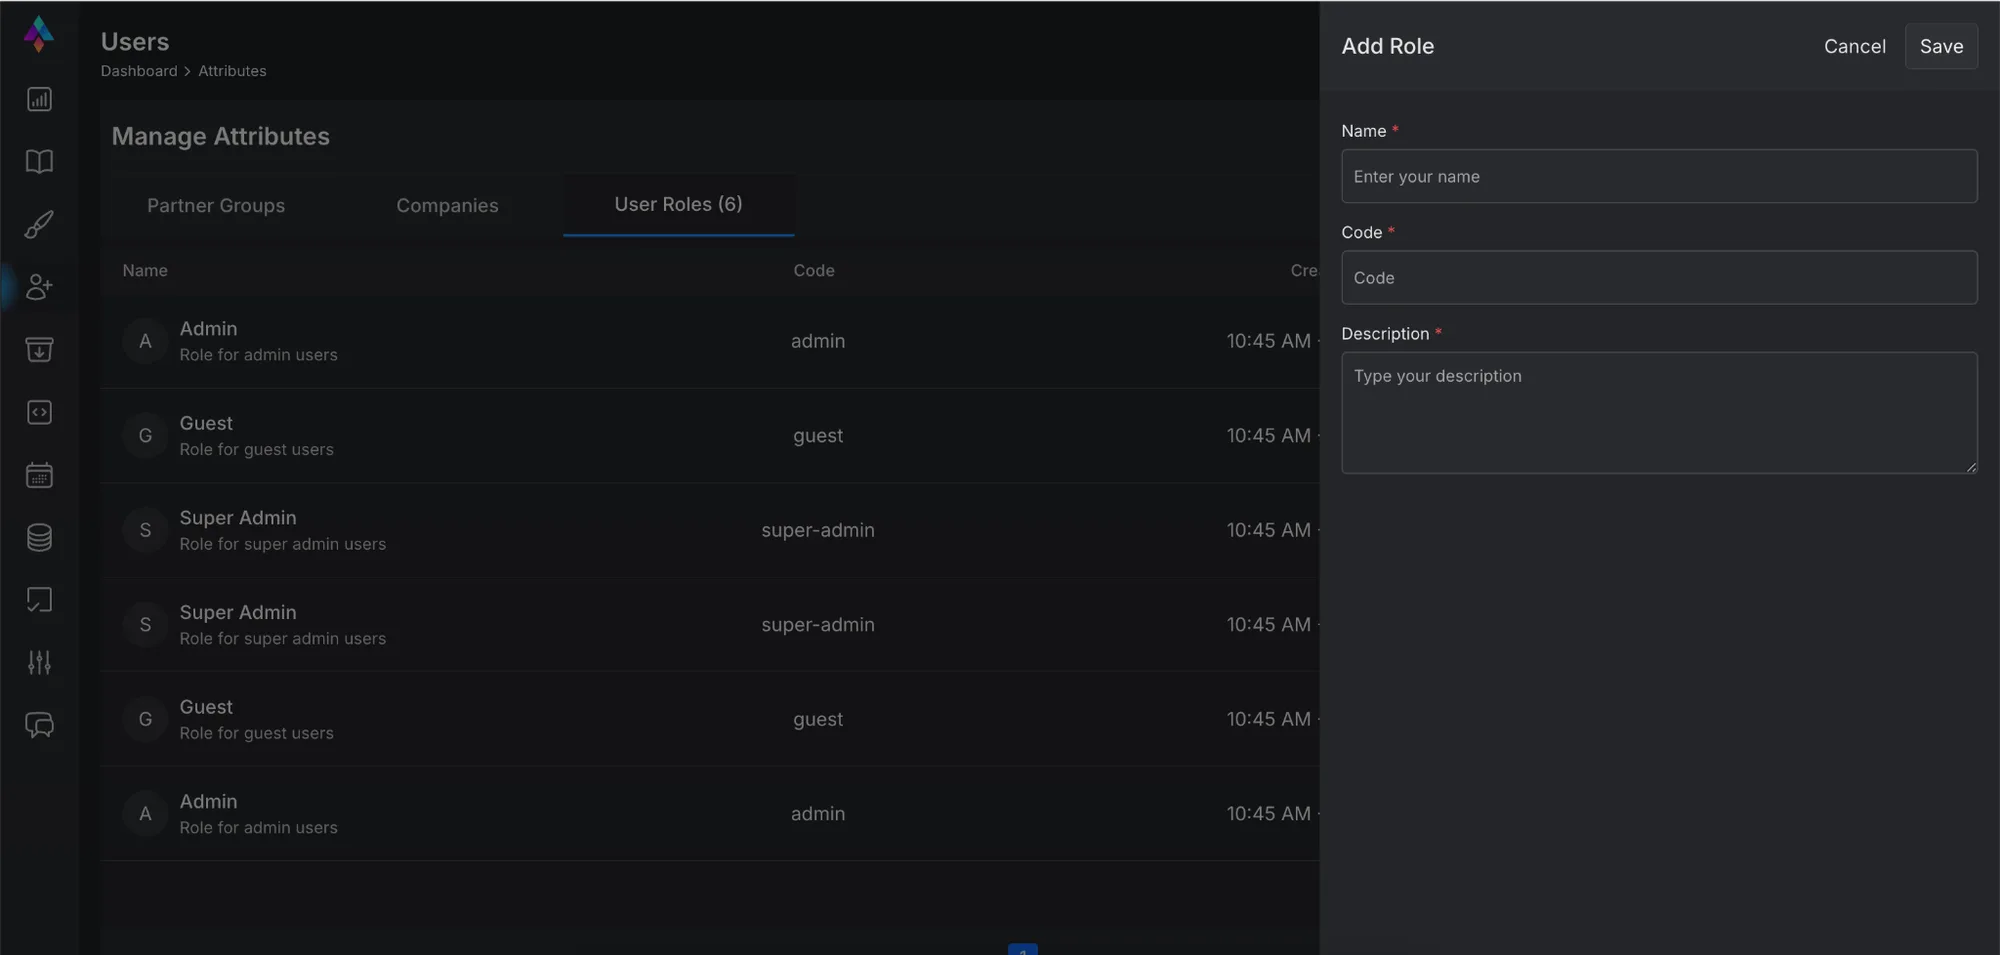 Users
Dashboard > Attributes
Manage Attributes
Partner Groups
Companies
User Roles (6)
Name
Code
A
Admin
Role for admin users
admin
10:45 AM
G
Guest
Role for guest users
guest
10:45 AM
S
Super Admin
Role for super admin users
super-admin
10:45 AM
S
Super Admin
Role for super admin users
super-admin
10:45 AM
G
Guest
Role for guest users
guest
10:45 AM
A
Admin
Role for admin users
admin
10:45 AM
Add Role
Cancel
Save
Name *
Enter your name
Code *
Code
Description *
Type your description